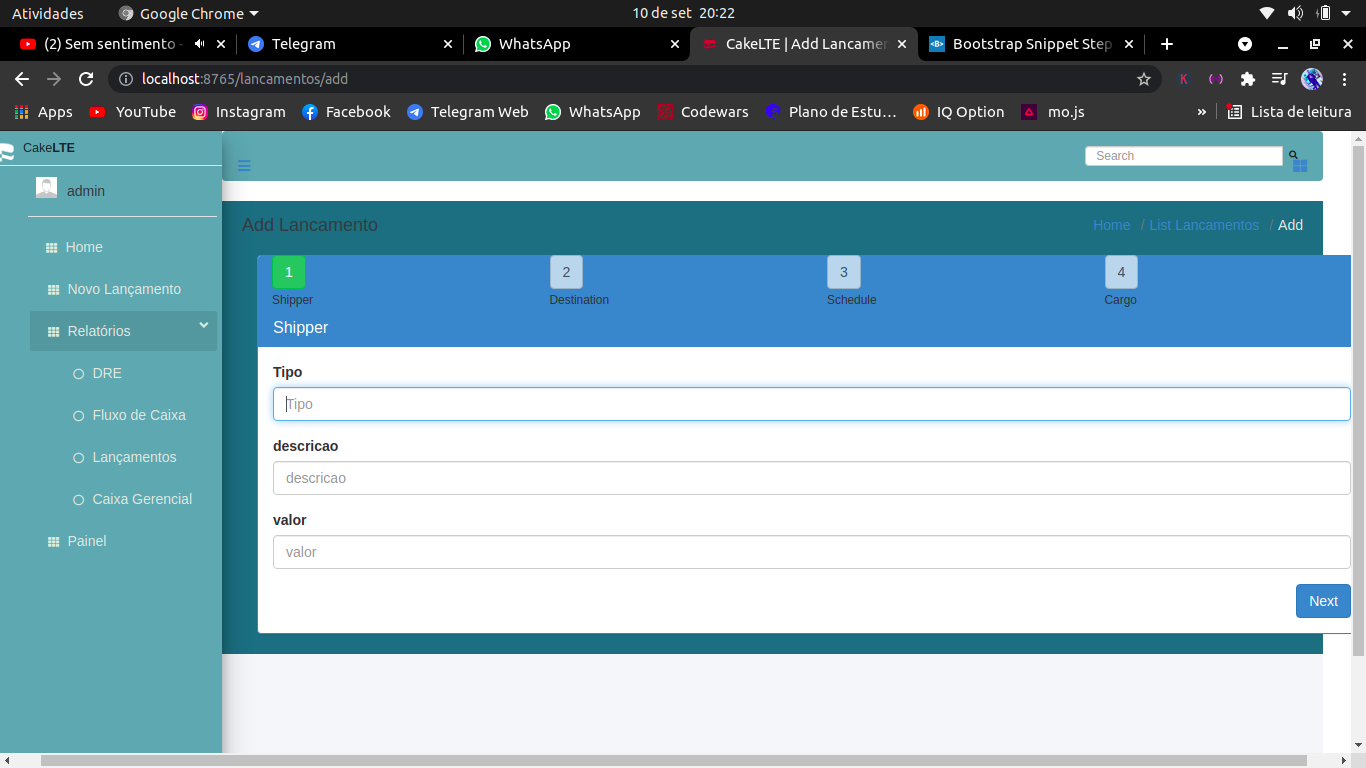 Atividades Google Chrome 10 de set 20:22
(2) Sem sentimento - Telegram WhatsApp CakeLTE | Add Lancamen Bootstrap Snippet Step
localhost:8765/lancamentos/add
Apps YouTube Instagram Facebook Telegram Web WhatsApp Codewars Plano de Estu... IQ Option mo.js » Lista de leitura
CakeLTE
Search
admin
Add Lancamento Home / List Lancamentos / Add
Home
Novo Lançamento
Relatórios
DRE
Fluxo de Caixa
Lançamentos
Caixa Gerencial
Painel
1 2 3 4
Shipper Destination Schedule Cargo
Shipper
Tipo
Tipo
descricao
descricao
valor
valor
Next